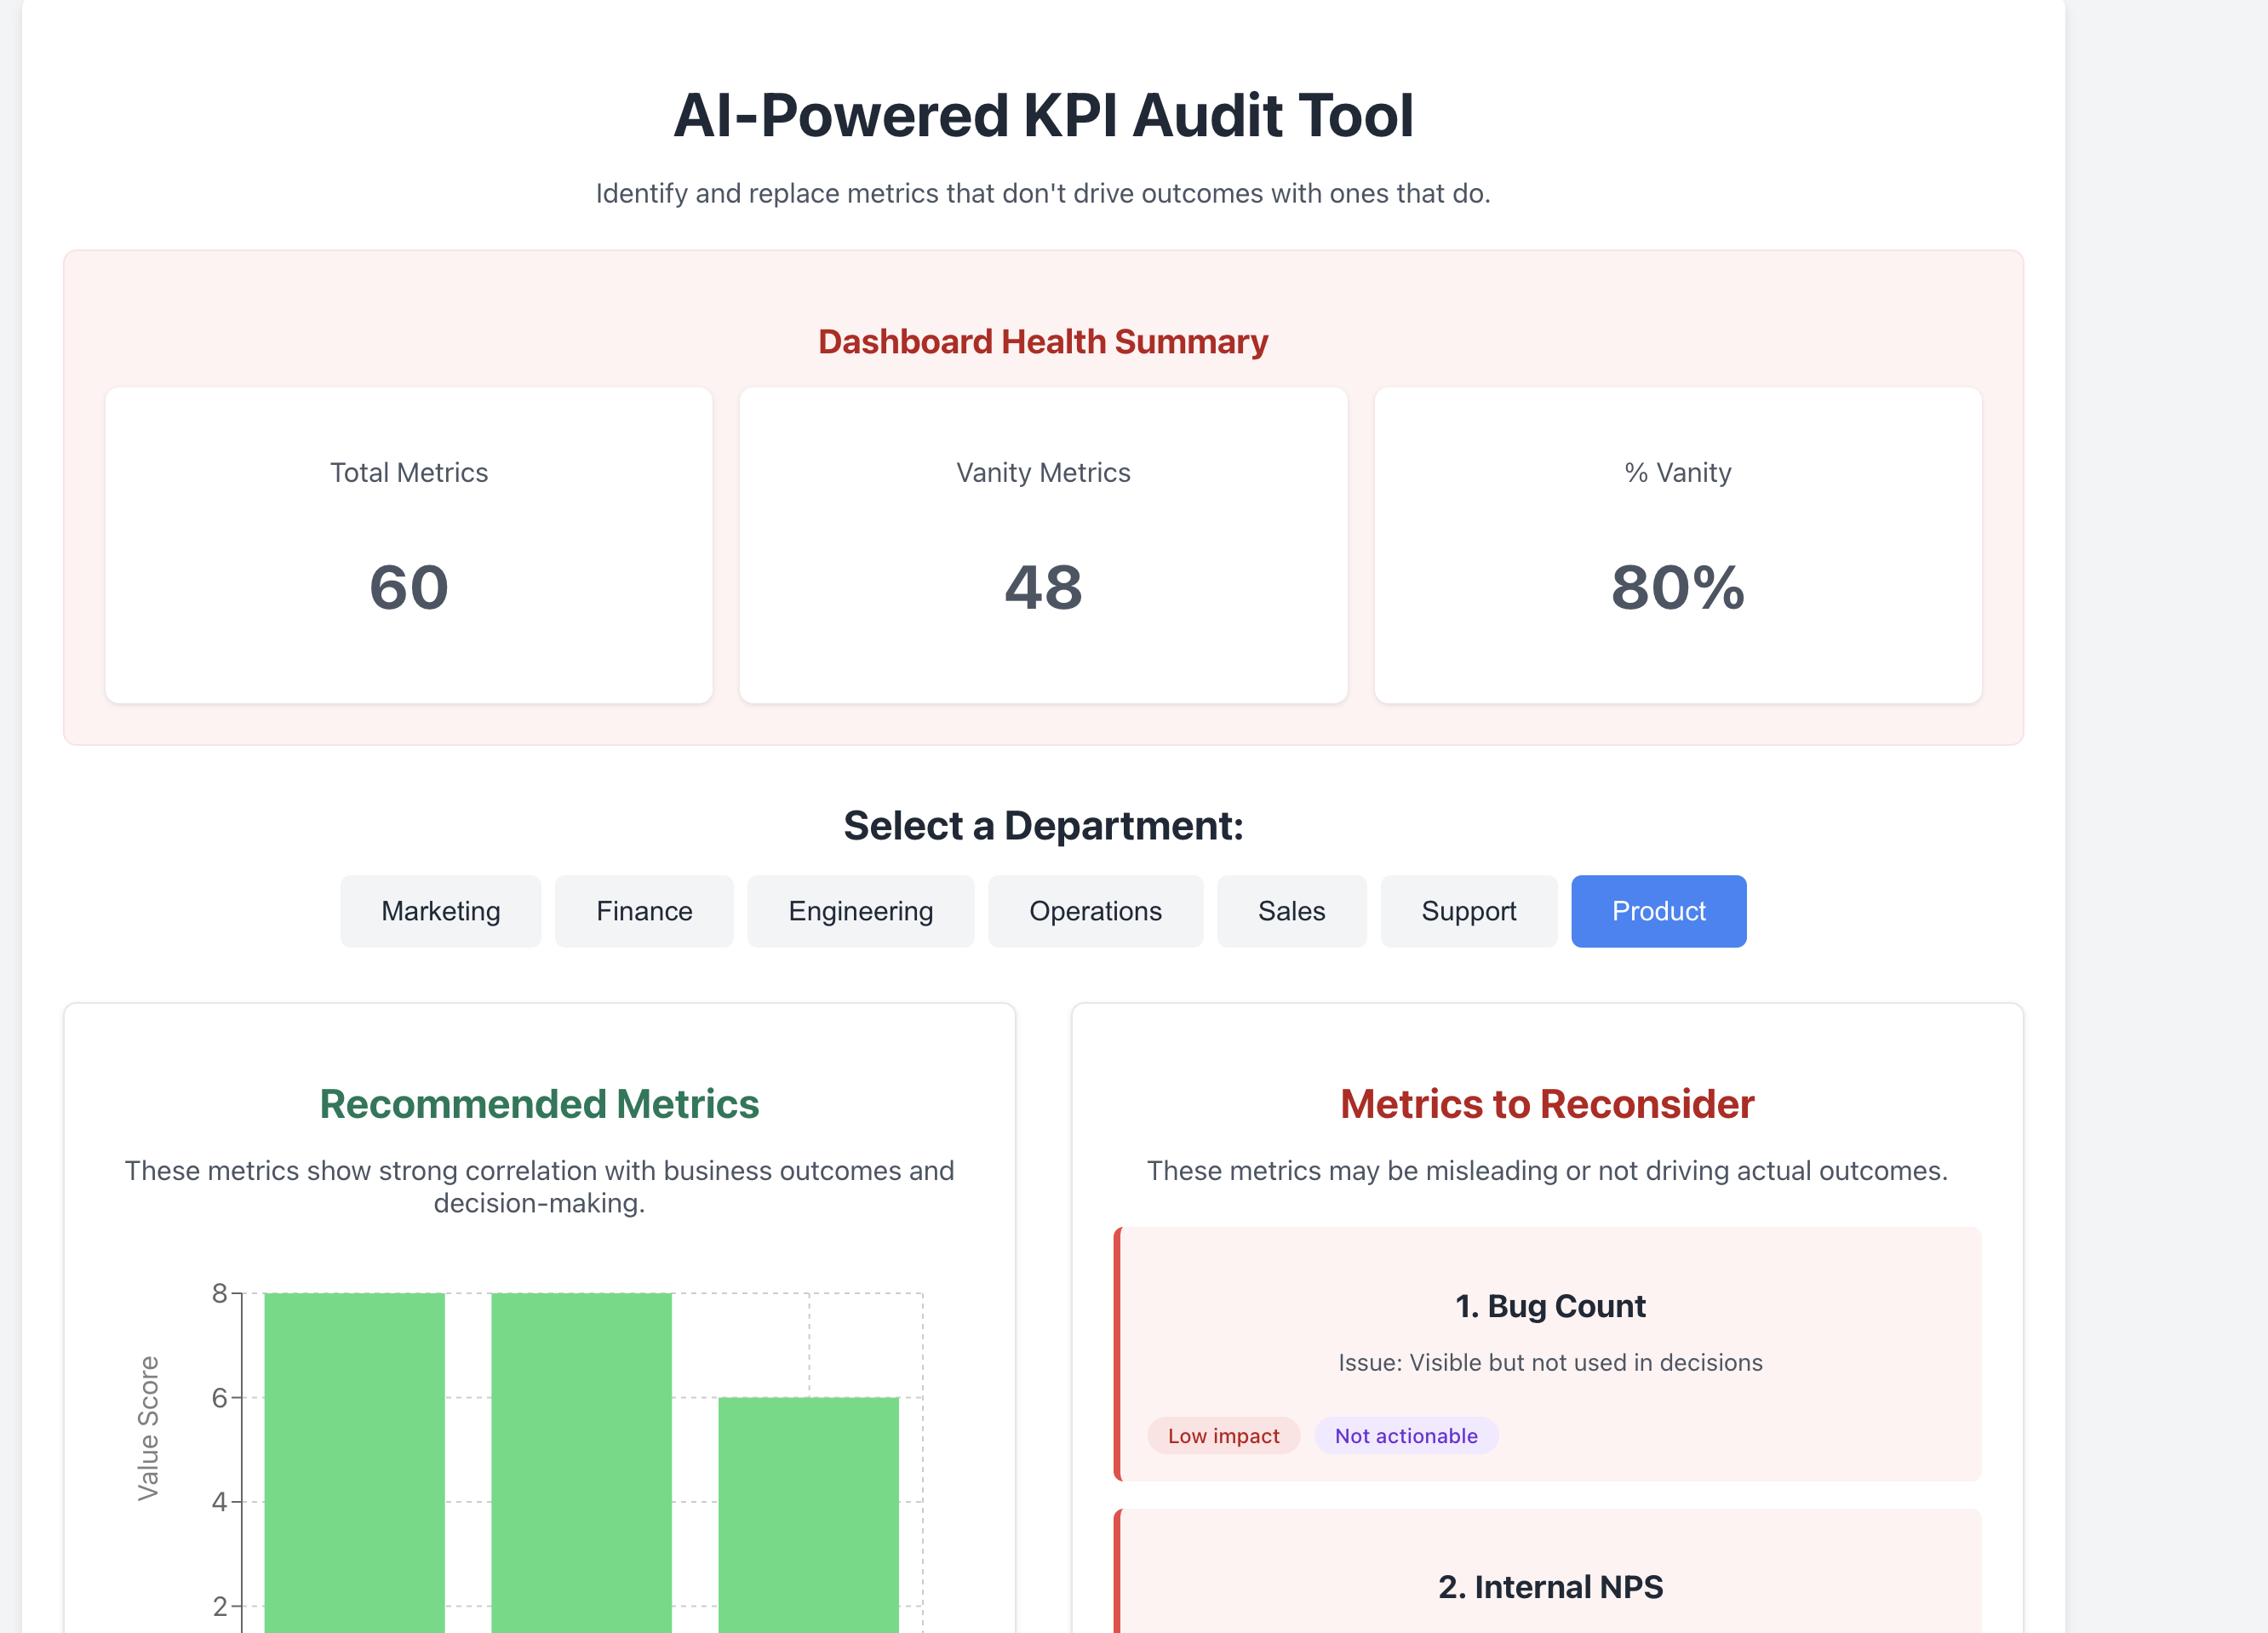 AI-Powered KPI Audit Tool
Identify and replace metrics that don't drive outcomes with ones that do.
Dashboard Health Summary
Total Metrics
60
Vanity Metrics
48
% Vanity
80%
Select a Department:
Marketing
Finance
Engineering
Operations
Sales
Support
Product
Recommended Metrics
These metrics show strong correlation with business outcomes and
decision-making.
8
6
4
2
Value Score
Metrics to Reconsider
These metrics may be misleading or not driving actual outcomes.
1. Bug Count
Issue: Visible but not used in decisions
Low impact
Not actionable
2. Internal NPS